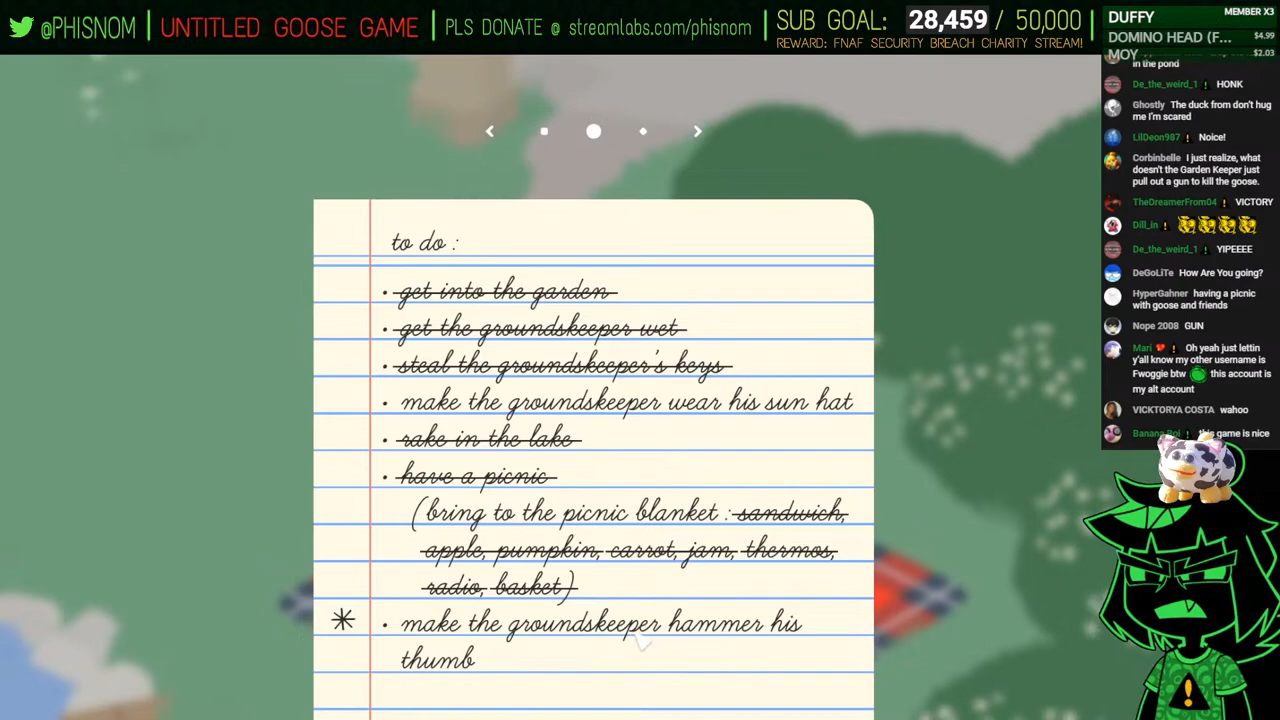 @PHISNOM | UNTITLED GOOSE GAME | PLS DONATE @ streamlabs.com/phisnom | SUB GOAL: 28,459 / 50,000
REWARD: FNAF SECURITY BREACH CHARITY STREAM!
DUFFY MEMBER X3
DOMINO HEAD (F... $4.99
MOY $2.03
in the pond
De_the_weird_1 HONK
Ghostly The duck from don't hug
me I'm scared
LilDeon987 Noice!
Corbinbelle I just realize, what
doesn't the Garden Keeper just
pull out a gun to kill the goose.
TheDreamerFrom04 VICTORY
Dill_in
De_the_weird_1 YIPEEEE
DeGoLiTe How Are You going?
HyperGahner having a picnic
with goose and friends
Nope 2008 GUN
Mari Oh yeah just lettin
y'all know my other username is
Fwoggie btw this account is
my alt account
VICKTORYA COSTA wahoo
Banana Boi this game is nice
to do :
• get into the garden
• get the groundskeeper wet
• steal the groundskeeper's keys
• make the groundskeeper wear his sun hat
• rake in the lake
• have a picnic
(bring to the picnic blanket : sandwich,
apple, pumpkin, carrot, jam, thermos,
radio, basket)
• make the groundskeeper hammer his
thumb